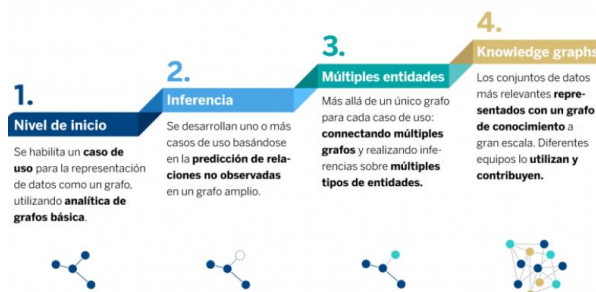 1.
Nivel de inicio
Se habilita un caso de
uso para la representación
de datos como un grafo,
utilizando analítica de
grafos básica.
2.
Inferencia
Se desarrollan uno o más
casos de uso basándose
en la predicción de rela-
ciones no observadas
en un grafo amplio.
3.
Múltiples entidades
Más allá de un único grafo
para cada caso de uso:
connectando múltiples
grafos y realizando infe-
rencias sobre múltiples
tipos de entidades.
4.
Knowledge graphs
Los conjuntos de datos
más relevantes repre-
sentados con un grafo
de conocimiento a
gran escala. Diferentes
equipos lo utilizan y
contribuyen.